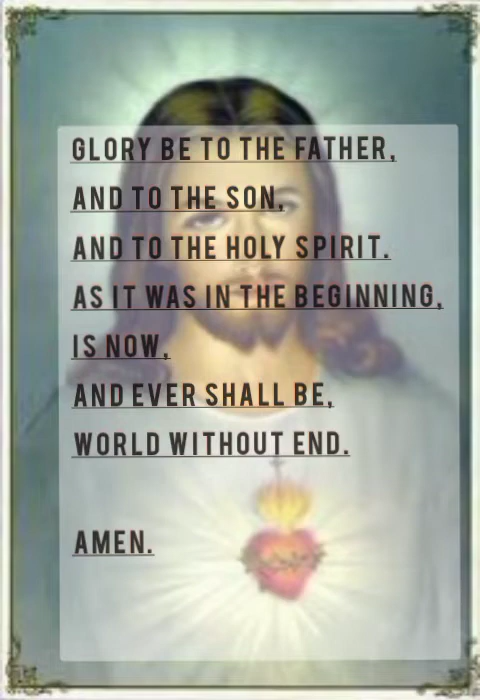 GLORY BE TO THE FATHER,
AND TO THE SON,
AND TO THE HOLY SPIRIT.
AS IT WAS IN THE BEGINNING,
IS NOW,
AND EVER SHALL BE,
WORLD WITHOUT END.
AMEN.